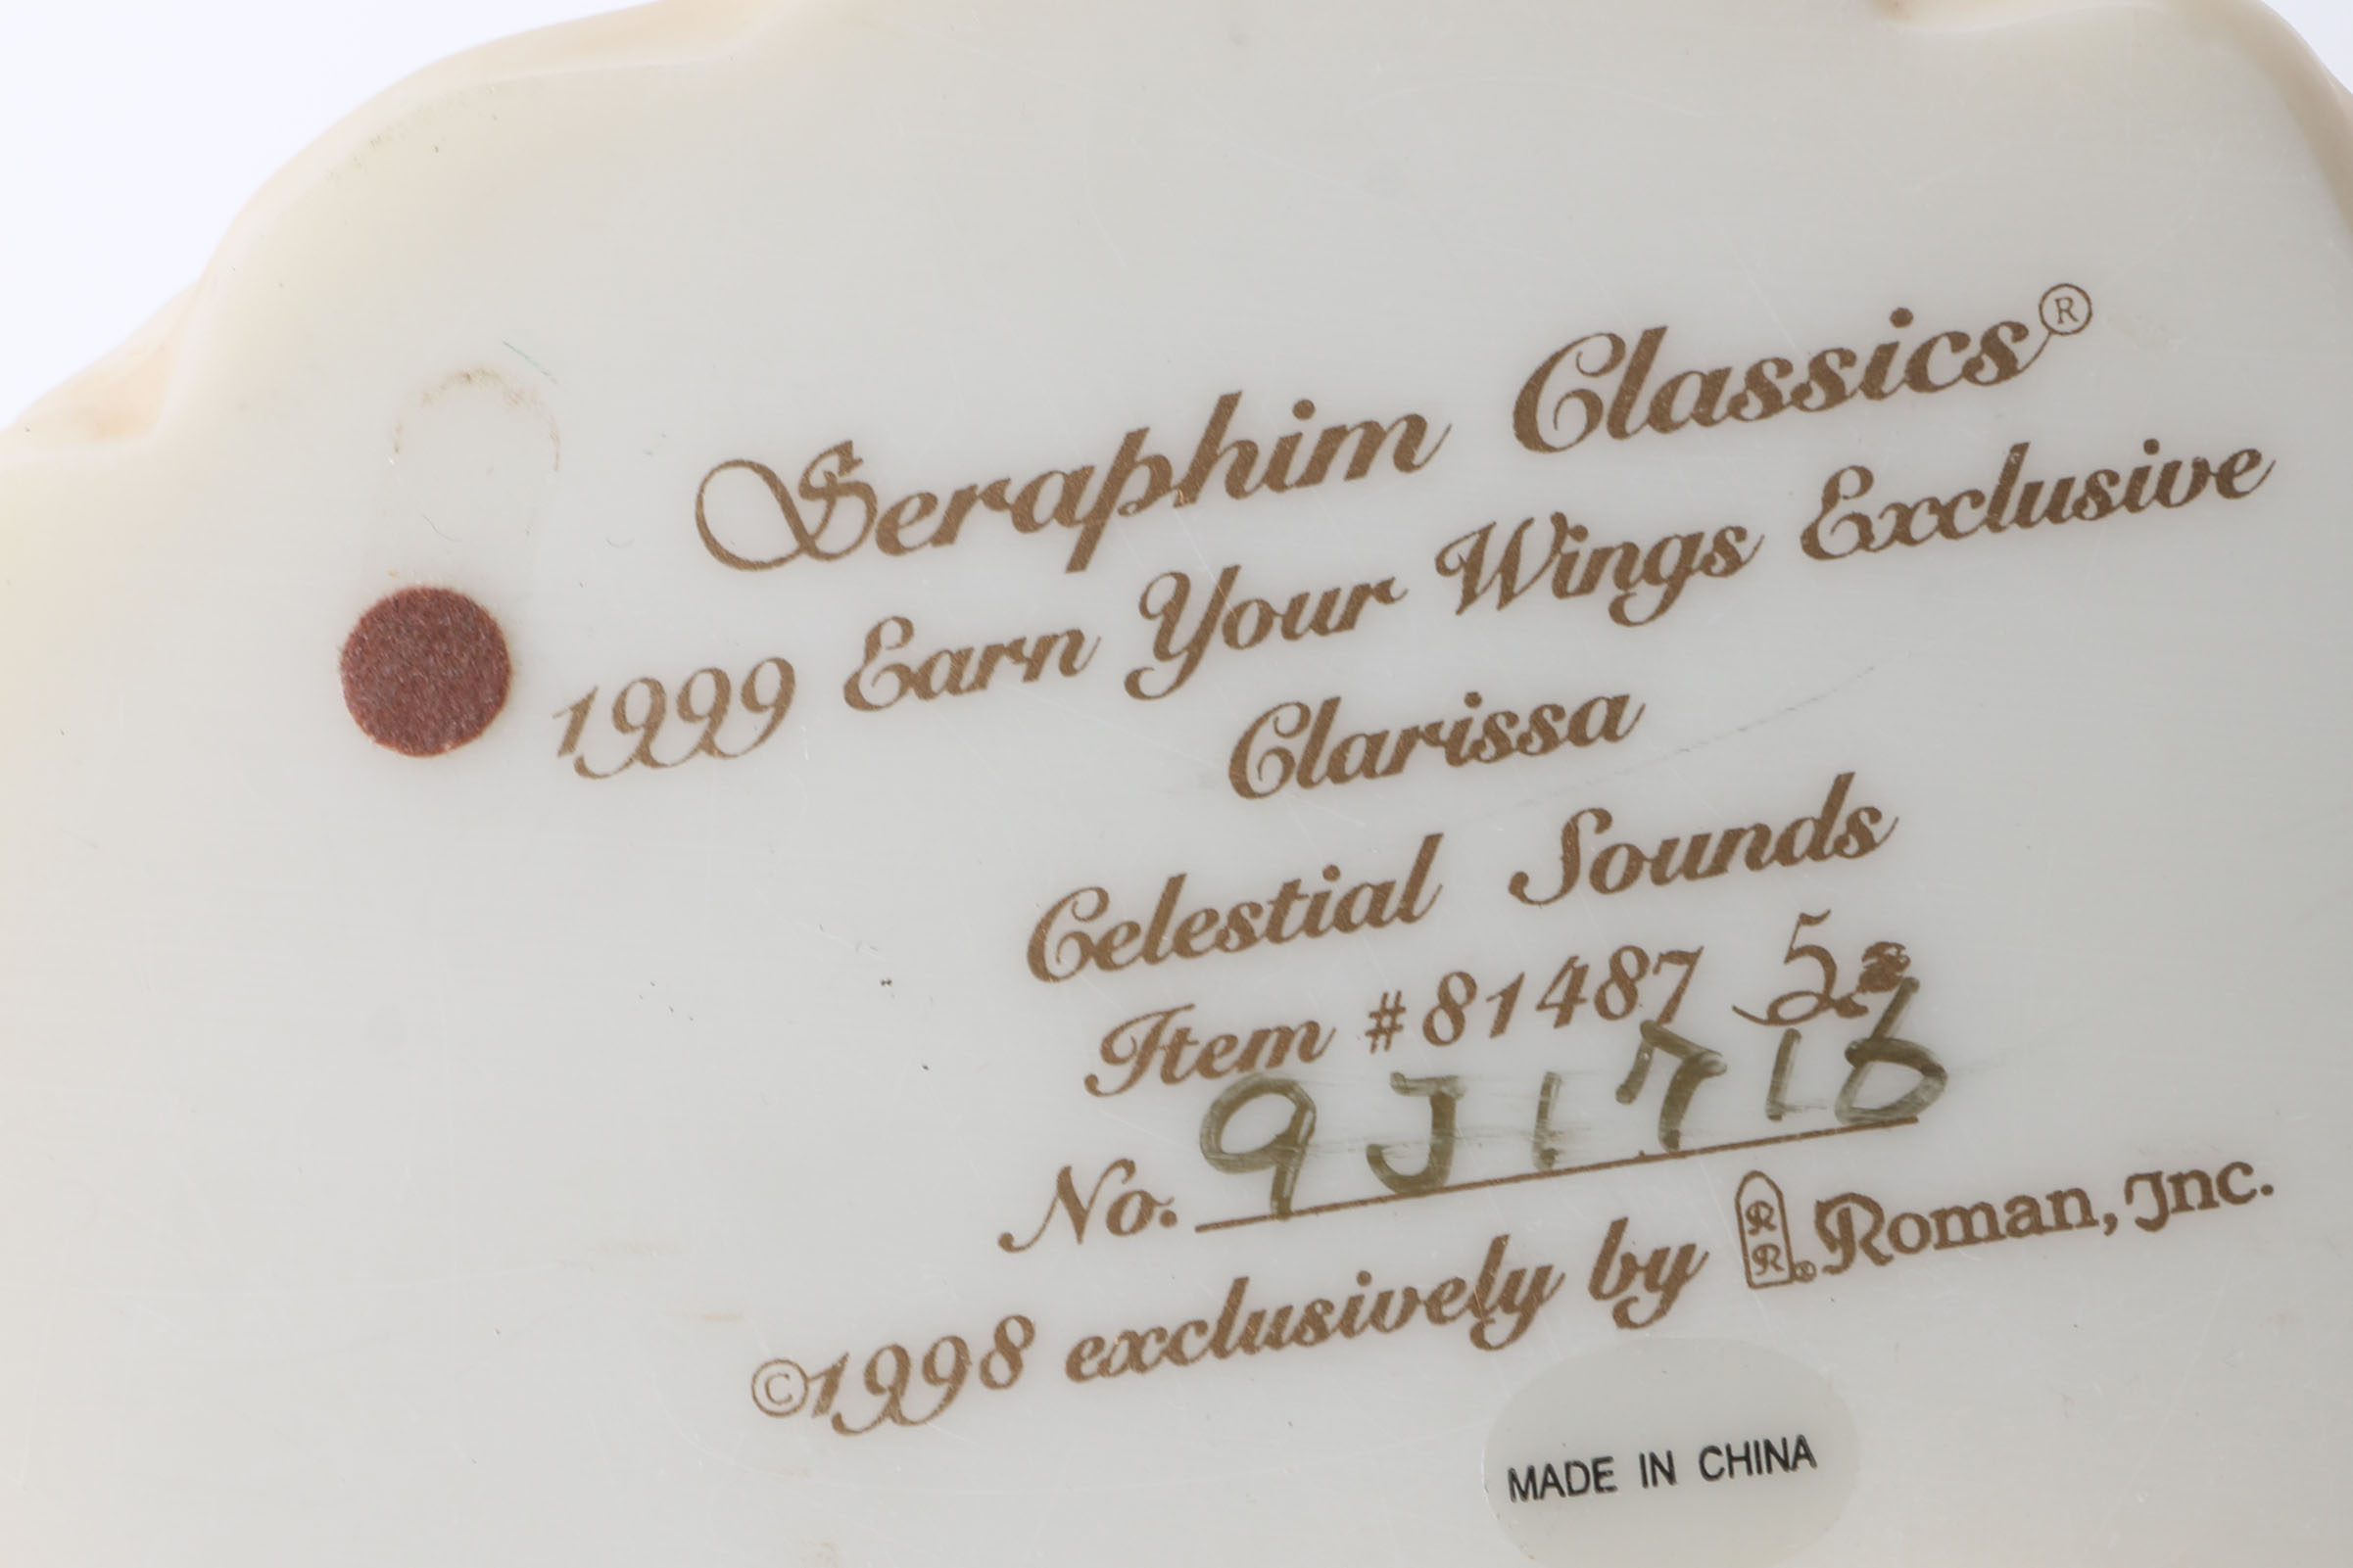 Seraphim Classics®
1999 Earn Your Wings Exclusive
Clarissa
Celestial Sounds
Item #81487
No. 9J1716
©1998 exclusively by Roman, Inc.
MADE IN CHINA